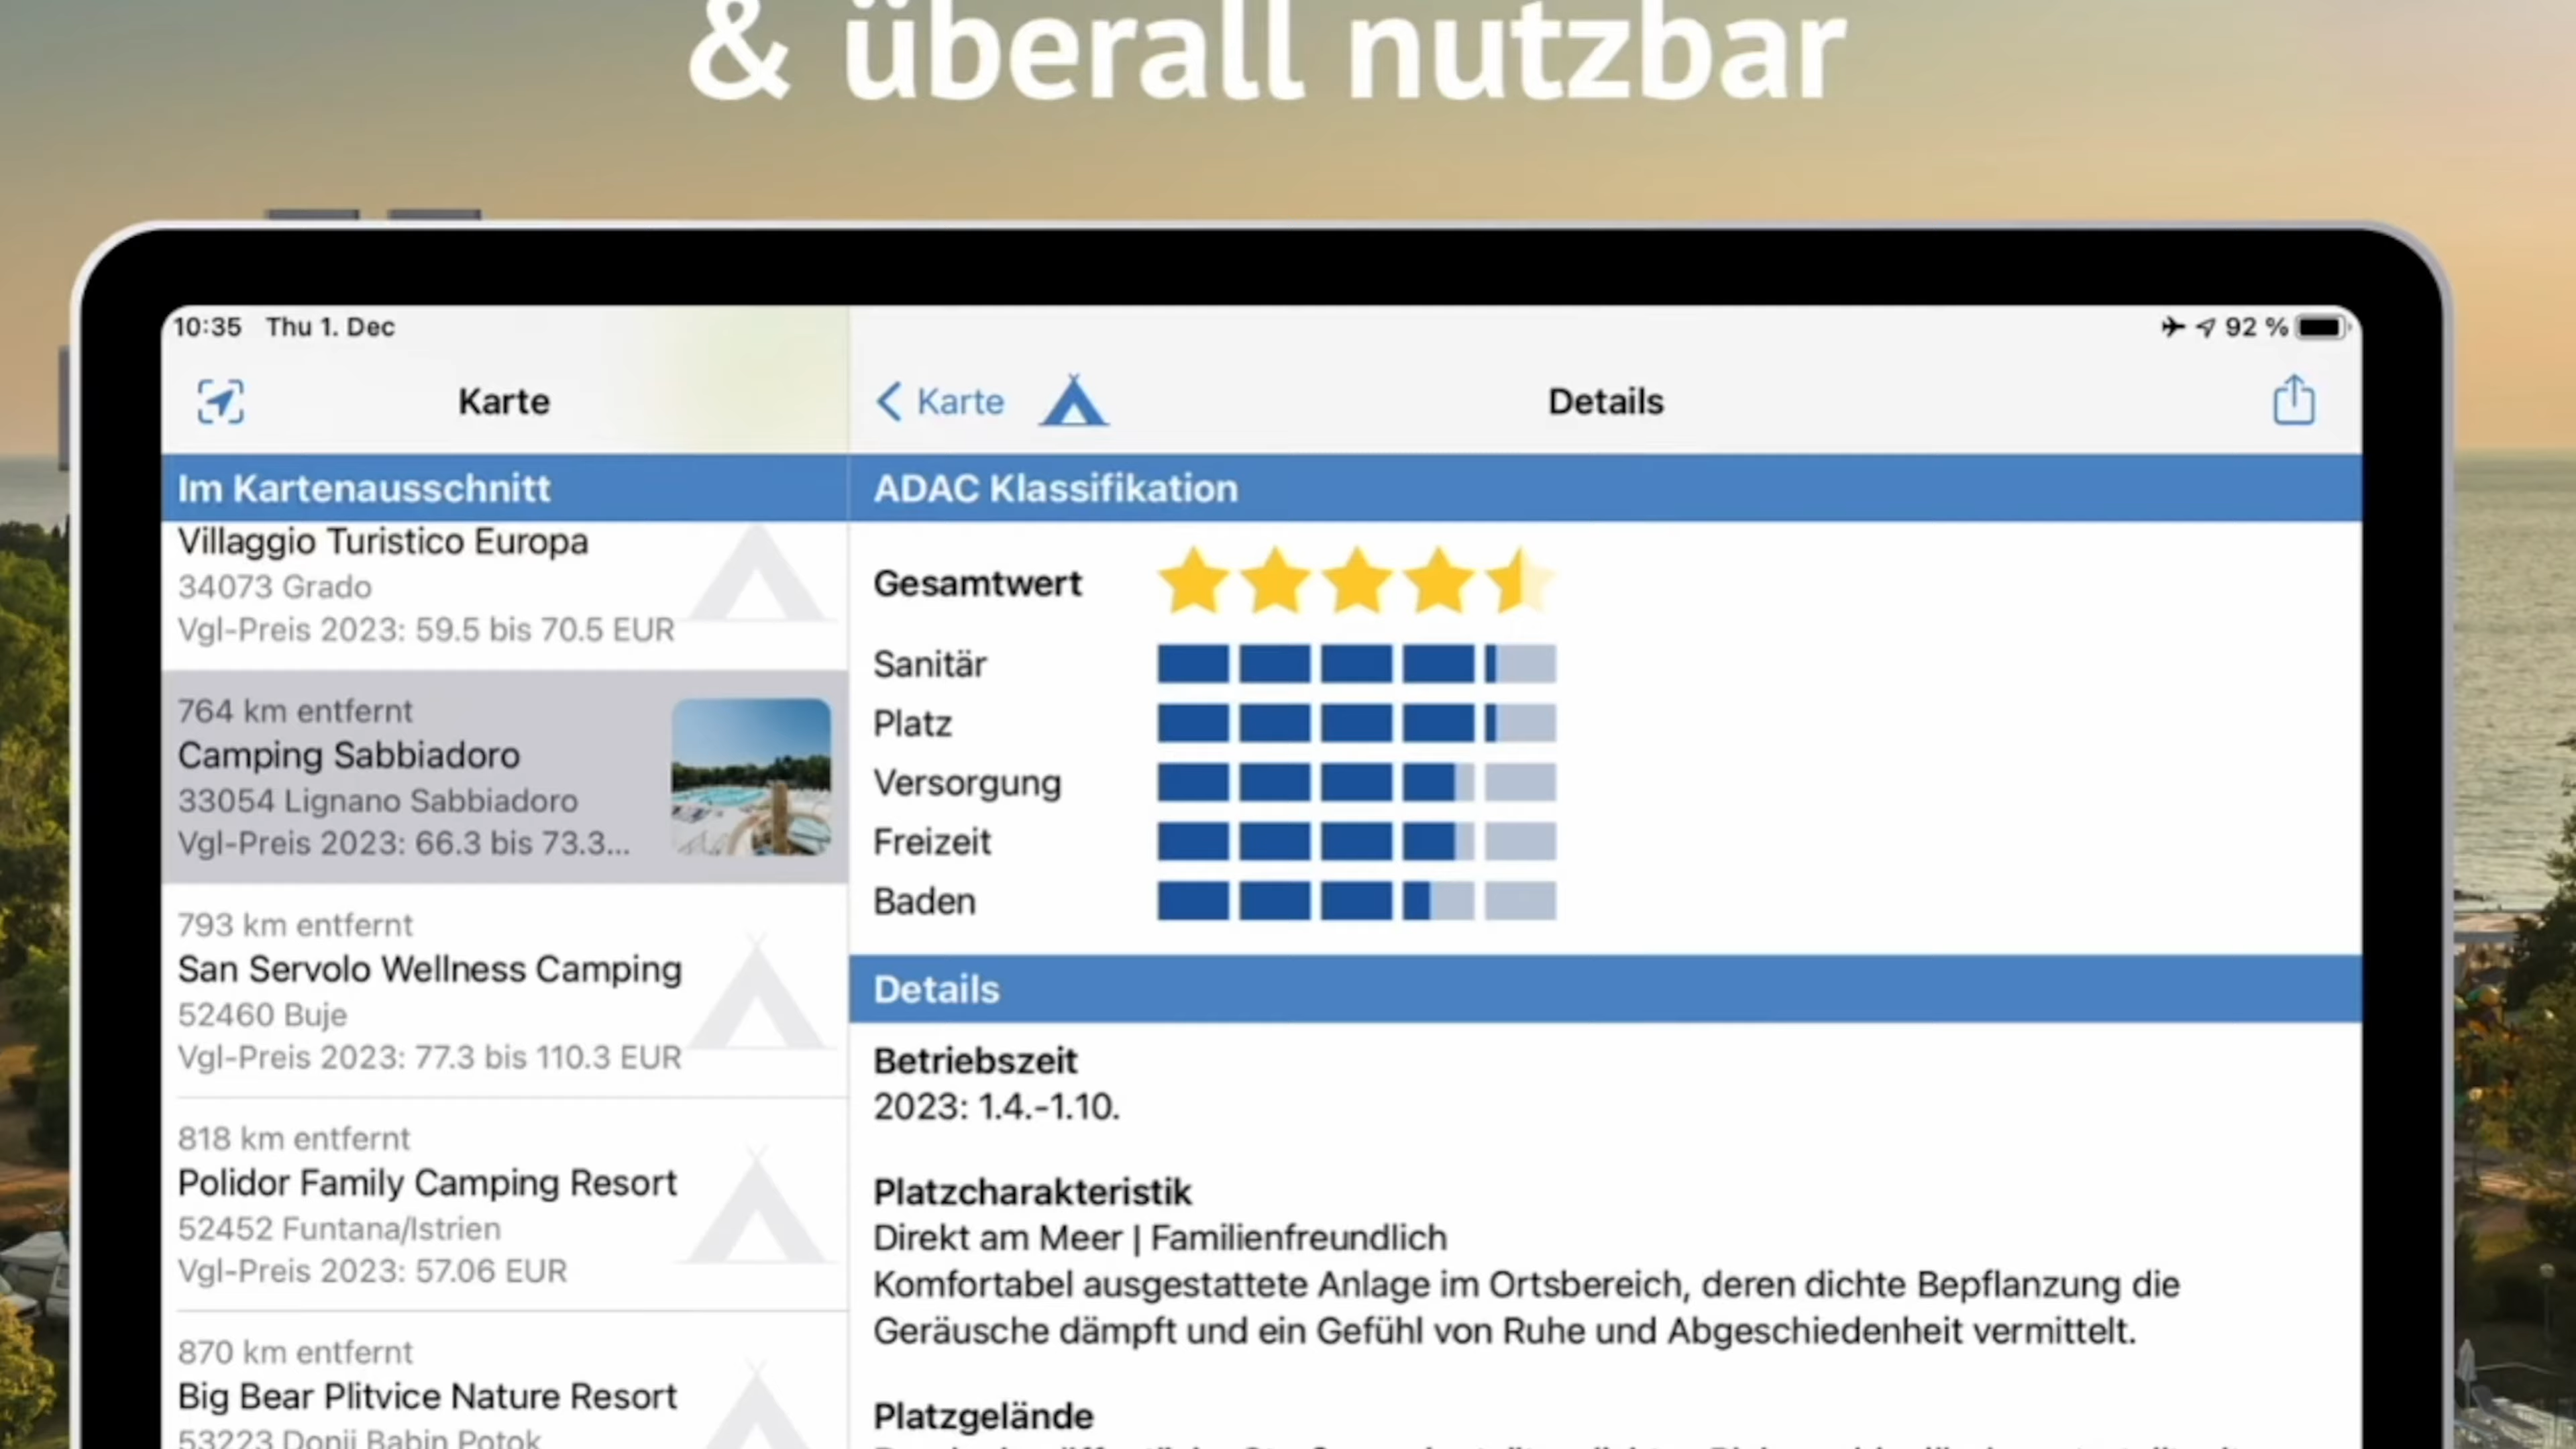 & überall nutzbar
10:35 Thu 1. Dec
92 %
Karte
Im Kartenausschnitt
Villaggio Turistico Europa
34073 Grado
Vgl-Preis 2023: 59.5 bis 70.5 EUR
764 km entfernt
Camping Sabbiadoro
33054 Lignano Sabbiadoro
Vgl-Preis 2023: 66.3 bis 73.3...
793 km entfernt
San Servolo Wellness Camping
52460 Buje
Vgl-Preis 2023: 77.3 bis 110.3 EUR
818 km entfernt
Polidor Family Camping Resort
52452 Funtana/Istrien
Vgl-Preis 2023: 57.06 EUR
870 km entfernt
Big Bear Plitvice Nature Resort
53223 Donji Babin Potok
Karte
Details
ADAC Klassifikation
Gesamtwert
Sanitär
Platz
Versorgung
Freizeit
Baden
Details
Betriebszeit
2023: 1.4.-1.10.
Platzcharakteristik
Direkt am Meer | Familienfreundlich
Komfortabel ausgestattete Anlage im Ortsbereich, deren dichte Bepflanzung die
Geräusche dämpft und ein Gefühl von Ruhe und Abgeschiedenheit vermittelt.
Platzgelände